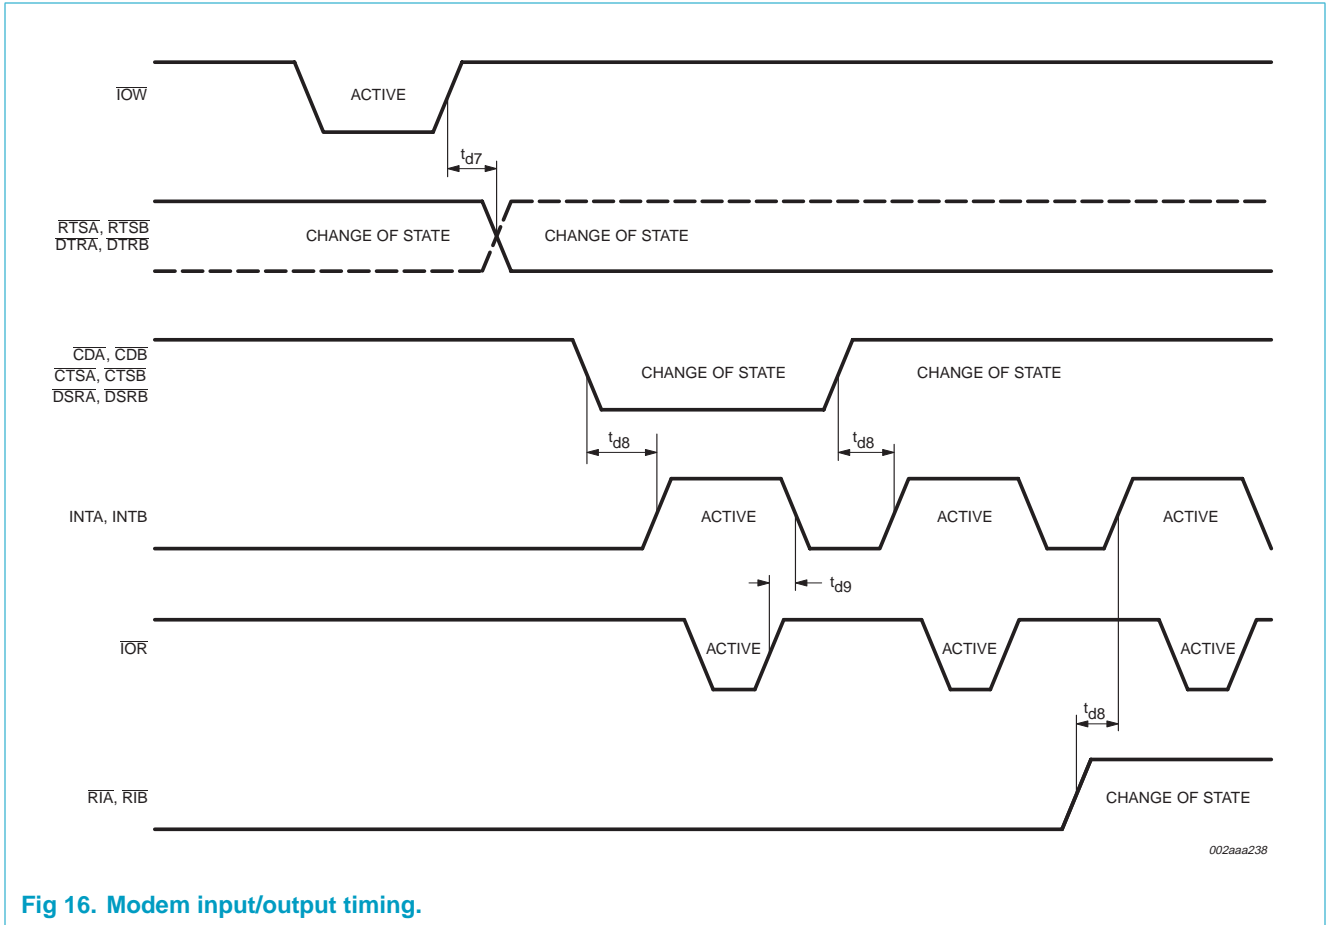 IOW
ACTIVE
td7
RTSA, RTSB
DTRA, DTRB
CHANGE OF STATE
CHANGE OF STATE
CDA, CDB
CTSA, CTSB
DSRA, DSRB
CHANGE OF STATE
CHANGE OF STATE
td8
td8
INTA, INTB
ACTIVE
ACTIVE
ACTIVE
td9
IOR
ACTIVE
ACTIVE
ACTIVE
td8
RIA, RIB
CHANGE OF STATE
002aaa238
Fig 16. Modem input/output timing.